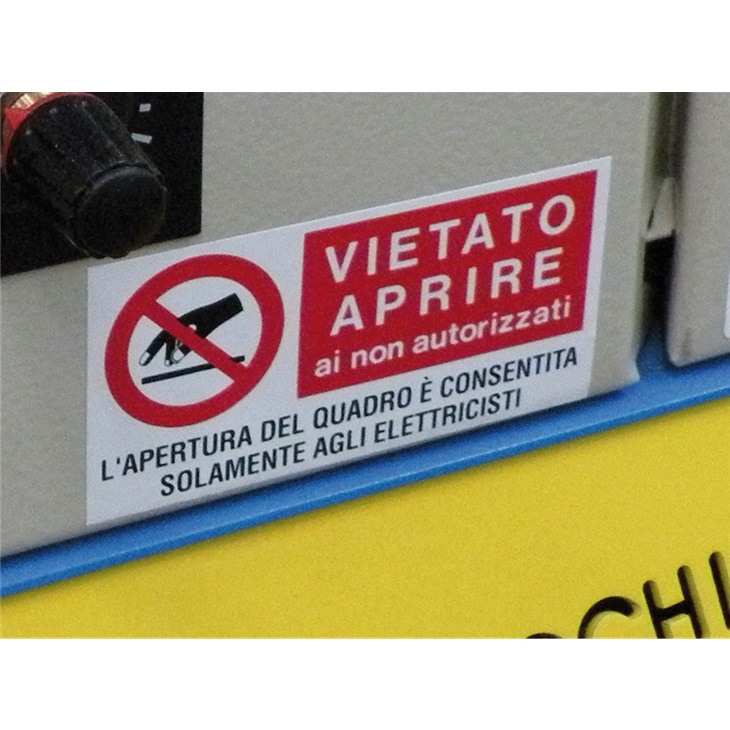 VIETATO
APRIRE
ai non autorizzati
L'APERTURA DEL QUADRO È CONSENTITA
SOLAMENTE AGLI ELETTRICISTI